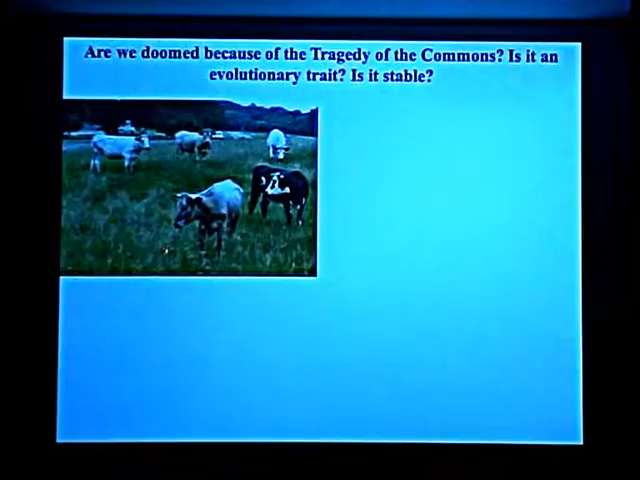 Are we doomed because of the Tragedy of the Commons? Is it an
evolutionary trait? Is it stable?